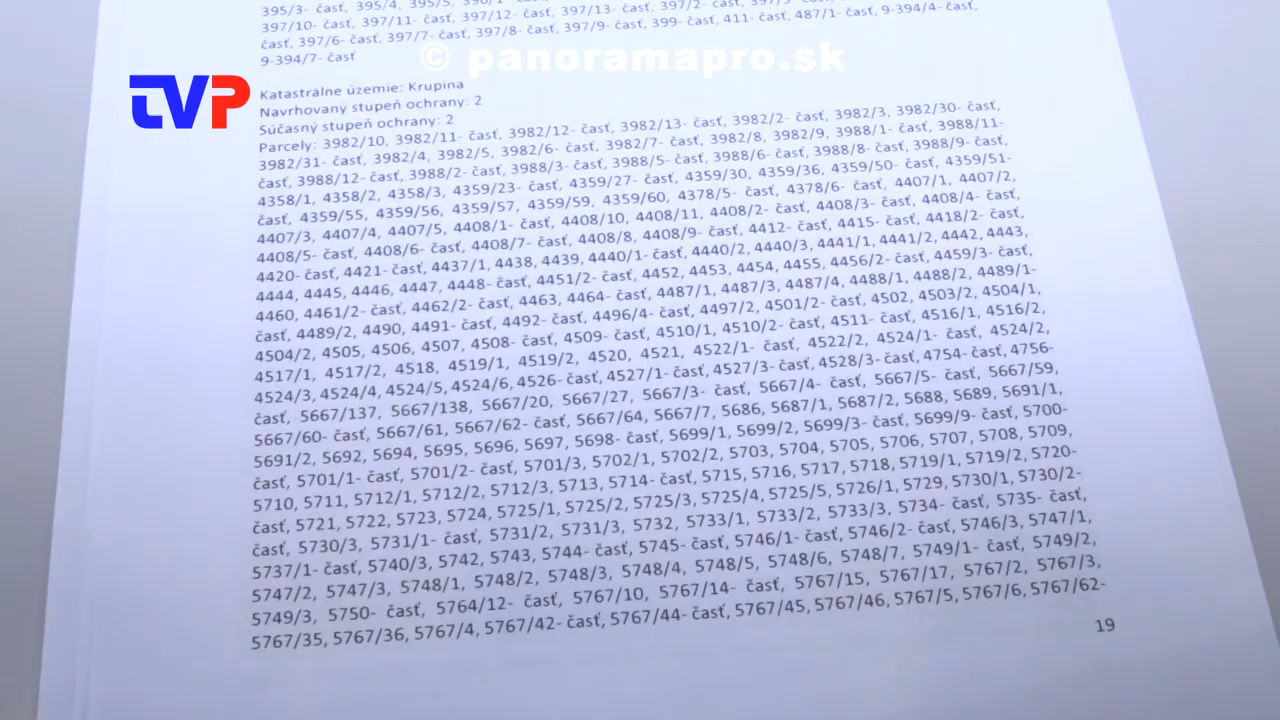 395/3- časť, 395/4, 395/5,
397/10- časť, 397/11- časť, 397/12- časť, 397/13- časť, 397/2- časť,
časť, 397/6- časť, 397/7- časť, 397/8- časť, 397/9- časť, 399- časť, 411- časť, 487/1- časť, 9-394/4- časť,
9-394/7- časť
© panoramapro.sk
TVP
Katastrálne územie: Krupina
Navrhovaný stupeň ochrany: 2
Súčasný stupeň ochrany: 2
Parcely: 3982/10, 3982/11- časť, 3982/12- časť, 3982/13- časť, 3982/2- časť, 3982/3, 3982/30- časť,
3982/31- časť, 3982/4, 3982/5, 3982/6- časť, 3982/7- časť, 3982/8, 3982/9, 3988/1- časť, 3988/11-
časť, 3988/12- časť, 3988/2- časť, 3988/3- časť, 3988/5- časť, 3988/6- časť, 3988/8- časť, 3988/9- časť,
4358/1, 4358/2, 4358/3, 4359/23- časť, 4359/27- časť, 4359/30, 4359/36, 4359/50- časť, 4359/51-
časť, 4359/55, 4359/56, 4359/57, 4359/59, 4359/60, 4378/5- časť, 4378/6- časť, 4407/1, 4407/2,
4407/3, 4407/4, 4407/5, 4408/1- časť, 4408/10, 4408/11, 4408/2- časť, 4408/3- časť, 4408/4- časť,
4408/5- časť, 4408/6- časť, 4408/7- časť, 4408/8, 4408/9- časť, 4412- časť, 4415- časť, 4418/2- časť,
4420- časť, 4421- časť, 4437/1, 4438, 4439, 4440/1- časť, 4440/2, 4440/3, 4441/1, 4441/2, 4442, 4443,
4444, 4445, 4446, 4447, 4448- časť, 4451/2- časť, 4452, 4453, 4454, 4455, 4456/2- časť, 4459/3- časť,
4460, 4461/2- časť, 4462/2- časť, 4463, 4464- časť, 4487/1, 4487/3, 4487/4, 4488/1, 4488/2, 4489/1-
časť, 4489/2, 4490, 4491- časť, 4492- časť, 4496/4- časť, 4497/2, 4501/2- časť, 4502, 4503/2, 4504/1,
4504/2, 4505, 4506, 4507, 4508- časť, 4509- časť, 4510/1, 4510/2- časť, 4511- časť, 4516/1, 4516/2,
4517/1, 4517/2, 4518, 4519/1, 4519/2, 4520, 4521, 4522/1- časť, 4522/2, 4524/1- časť, 4524/2,
4524/3, 4524/4, 4524/5, 4524/6, 4526- časť, 4527/1- časť, 4527/3- časť, 4528/3- časť, 4754- časť, 4756-
časť, 5667/137, 5667/138, 5667/20, 5667/27, 5667/3- časť, 5667/4- časť, 5667/5- časť, 5667/59,
5667/60- časť, 5667/61, 5667/62- časť, 5667/64, 5667/7, 5686, 5687/1, 5687/2, 5688, 5689, 5691/1,
5691/2, 5692, 5694, 5695, 5696, 5697, 5698- časť, 5699/1, 5699/2, 5699/3- časť, 5699/9- časť, 5700-
časť, 5701/1- časť, 5701/2- časť, 5701/3, 5702/1, 5702/2, 5703, 5704, 5705, 5706, 5707, 5708, 5709,
5710, 5711, 5712/1, 5712/2, 5712/3, 5713, 5714- časť, 5715, 5716, 5717, 5718, 5719/1, 5719/2, 5720-
časť, 5721, 5722, 5723, 5724, 5725/1, 5725/2, 5725/3, 5725/4, 5725/5, 5726/1, 5729, 5730/1, 5730/2-
časť, 5730/3, 5731/1- časť, 5731/2, 5731/3, 5732, 5733/1, 5733/2, 5733/3, 5734- časť, 5735- časť,
5737/1- časť, 5740/3, 5742, 5743, 5744- časť, 5745- časť, 5746/1- časť, 5746/2- časť, 5746/3, 5747/1,
5747/2, 5747/3, 5748/1, 5748/2, 5748/3, 5748/4, 5748/5, 5748/6, 5748/7, 5749/1- časť, 5749/2,
5749/3, 5750- časť, 5764/12- časť, 5767/10, 5767/14- časť, 5767/15, 5767/17, 5767/2, 5767/3,
5767/35, 5767/36, 5767/4, 5767/42- časť, 5767/44- časť, 5767/45, 5767/46, 5767/5, 5767/6, 5767/62-
19